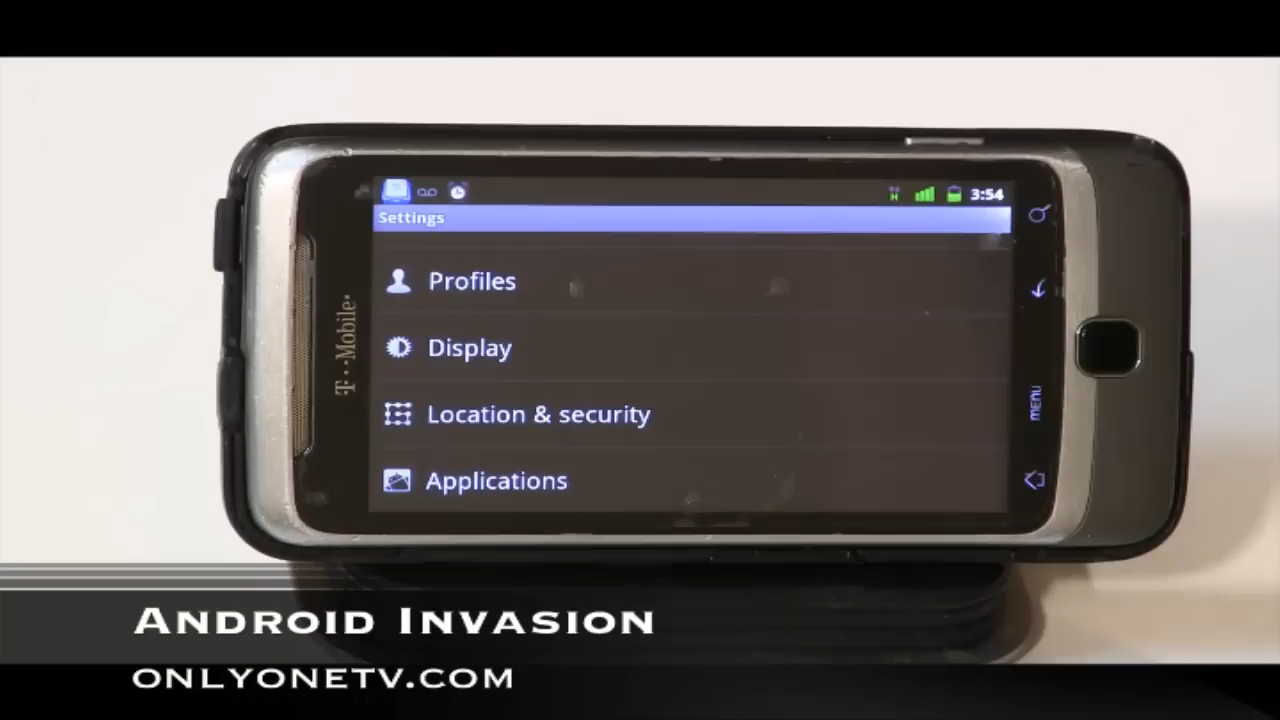 3:54
Settings
Profiles
Display
Location & security
Applications
T··Mobile·
MENU
ANDROID INVASION
ONLYONETV.COM